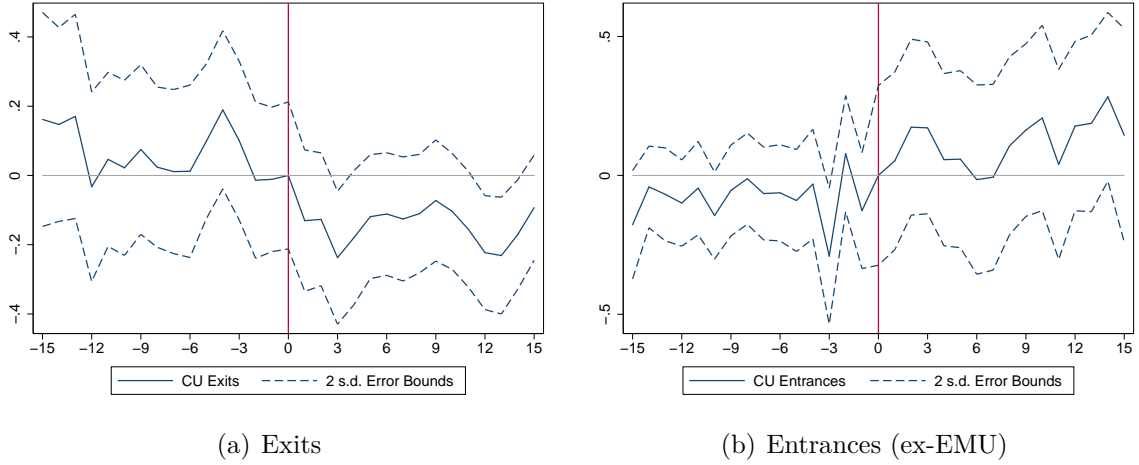 .4
.2
0
-.2
-.4
−15 −12 −9 −6 −3 0 3 6 9 12 15
CU Exits 2 s.d. Error Bounds
(a) Exits
.5
0
-.5
−15 −12 −9 −6 −3 0 3 6 9 12 15
CU Entrances 2 s.d. Error Bounds
(b) Entrances (ex-EMU)